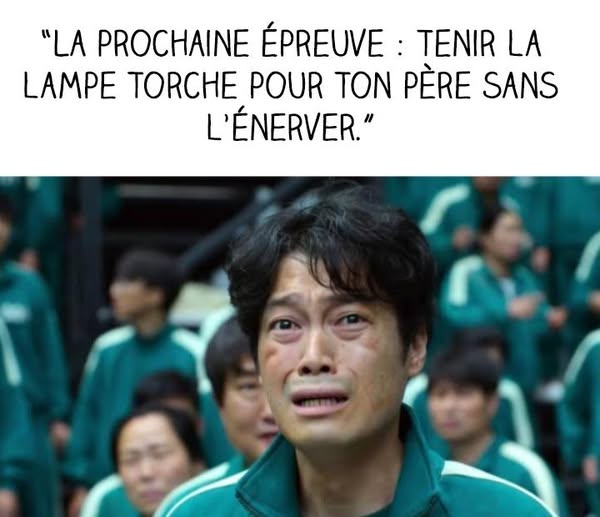 "LA PROCHAINE ÉPREUVE : TENIR LA
LAMPE TORCHE POUR TON PÈRE SANS
L'ÉNERVER."